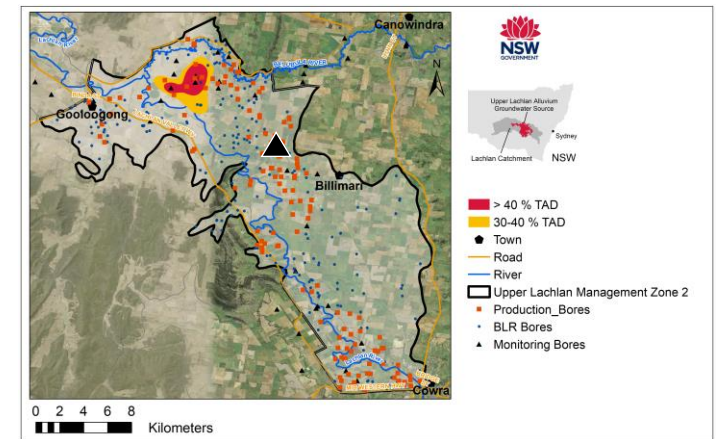 Canowindra
BELUBULA RIVER
N
Gooloogong
Billimari
Cowra
0 2 4 6 8
Kilometers
NSW
GOVERNMENT
Upper Lachlan Alluvium
Groundwater Source
Sydney
Lachlan Catchment
NSW
> 40 % TAD
30-40 % TAD
Town
Road
River
Upper Lachlan Management Zone 2
Production_Bores
BLR Bores
Monitoring Bores